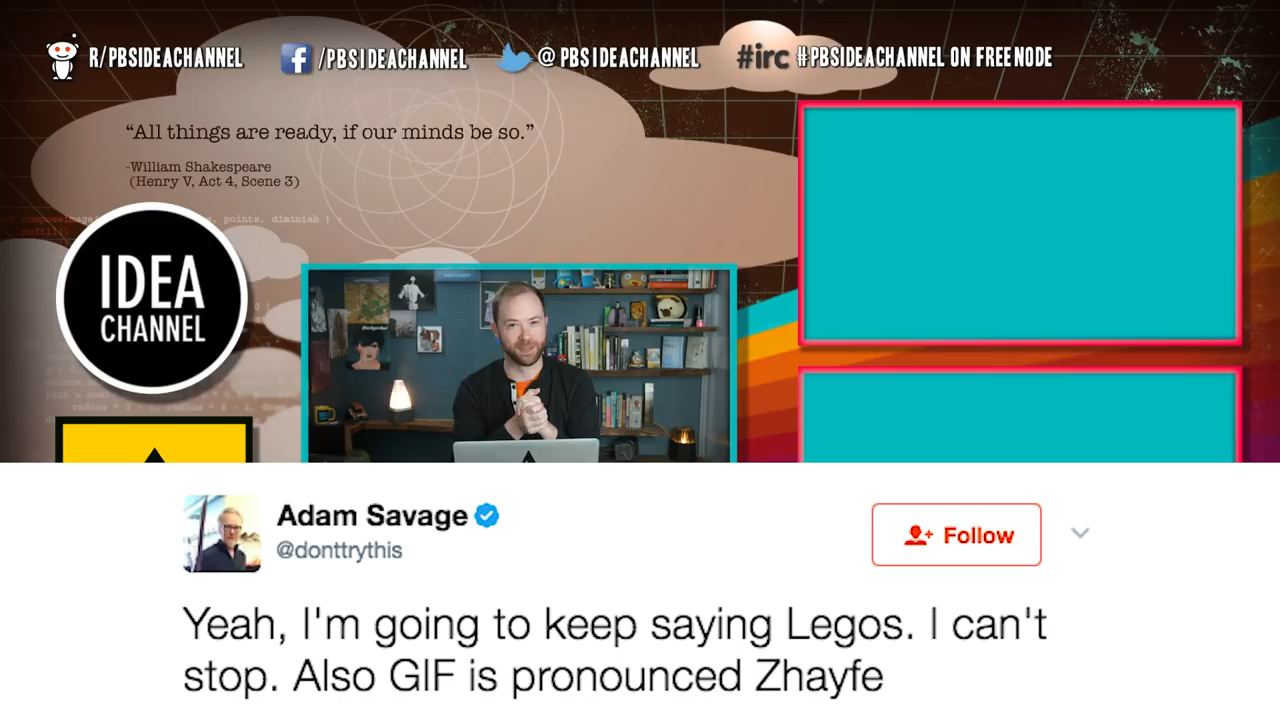 R/PBSIDEACHANNEL
/PBSIDEACHANNEL
@PBSIDEACHANNEL
#irc #PBSIDEACHANNEL ON FREENODE
“All things are ready, if our minds be so.”
-William Shakespeare
(Henry V, Act 4, Scene 3)
points, diminish ) :
IDEA
CHANNEL
Adam Savage
@donttrythis
Follow
Yeah, I'm going to keep saying Legos. I can't
stop. Also GIF is pronounced Zhayfe